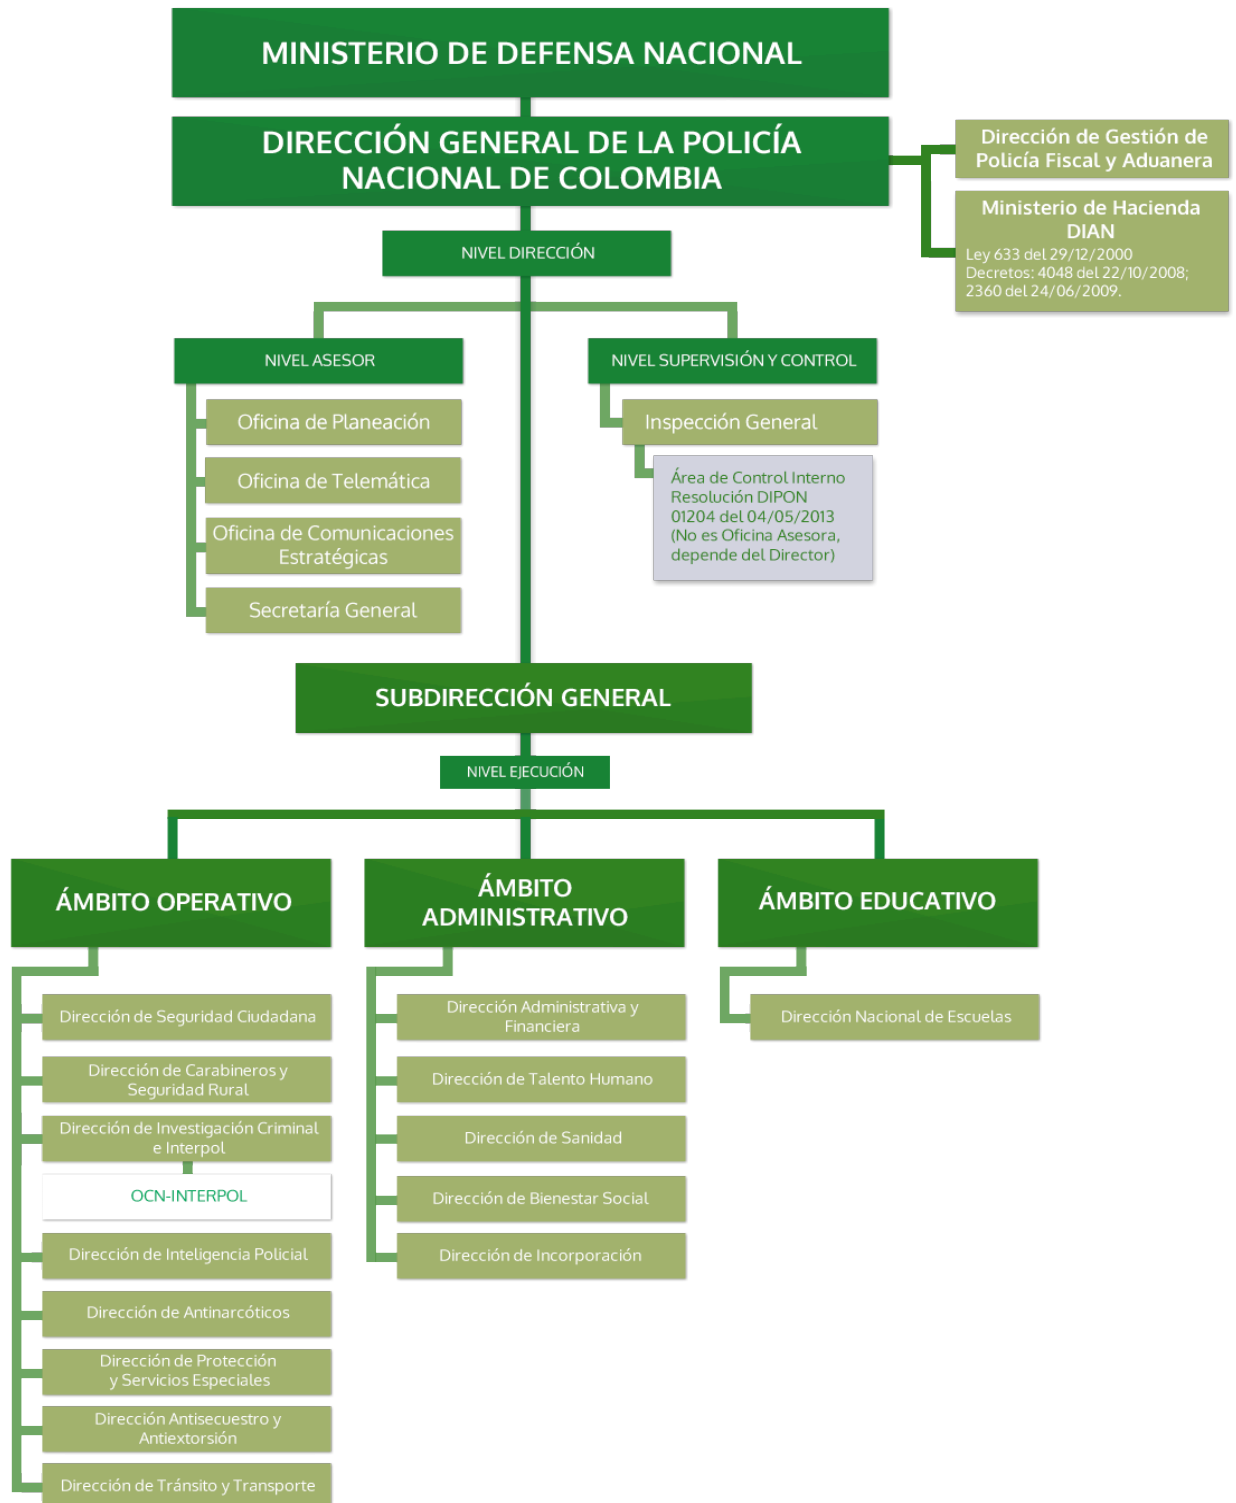 MINISTERIO DE DEFENSA NACIONAL
DIRECCIÓN GENERAL DE LA POLICÍA
NACIONAL DE COLOMBIA
Dirección de Gestión de
Policía Fiscal y Aduanera
Ministerio de Hacienda
DIAN
Ley 633 del 29/12/2000
Decretos: 4048 del 22/10/2008;
2360 del 24/06/2009.
NIVEL DIRECCIÓN
NIVEL ASESOR
Oficina de Planeación
Oficina de Telemática
Oficina de Comunicaciones
Estratégicas
Secretaría General
NIVEL SUPERVISIÓN Y CONTROL
Inspección General
Área de Control Interno
Resolución DIPON
01204 del 04/05/2013
(No es Oficina Asesora,
depende del Director)
SUBDIRECCIÓN GENERAL
NIVEL EJECUCIÓN
ÁMBITO OPERATIVO
Dirección de Seguridad Ciudadana
Dirección de Carabineros y
Seguridad Rural
Dirección de Investigación Criminal
e Interpol
OCN-INTERPOL
Dirección de Inteligencia Policial
Dirección de Antinarcóticos
Dirección de Protección
y Servicios Especiales
Dirección Antisecuestro y
Antiextorsión
Dirección de Tránsito y Transporte
ÁMBITO
ADMINISTRATIVO
Dirección Administrativa y
Financiera
Dirección de Talento Humano
Dirección de Sanidad
Dirección de Bienestar Social
Dirección de Incorporación
ÁMBITO EDUCATIVO
Dirección Nacional de Escuelas